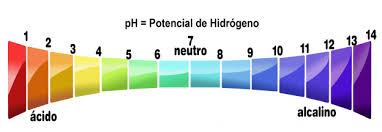 pH = Potencial de Hidrógeno
1 2 3 4 5 6 7 8 9 10 11 12 13 14
neutro
ácido alcalino